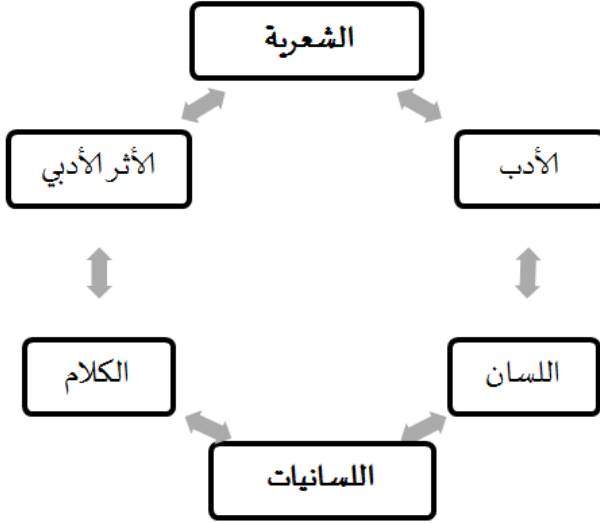 الشعرية
الأدب
الأثر الأدبي
اللسان
الكلام
اللسانيات